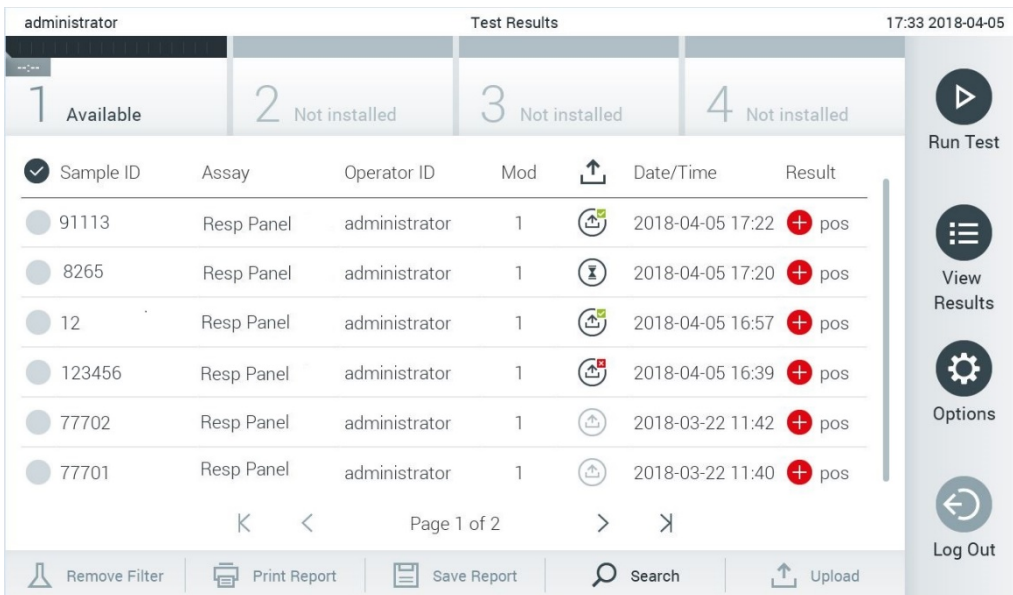 administrator Test Results 17:33 2018-04-05
--:--
1 Available 2 Not installed 3 Not installed 4 Not installed
Run Test
Sample ID Assay Operator ID Mod Date/Time Result
91113 Resp Panel administrator 1 2018-04-05 17:22 pos
8265 Resp Panel administrator 1 2018-04-05 17:20 pos
View
Results
12 Resp Panel administrator 1 2018-04-05 16:57 pos
123456 Resp Panel administrator 1 2018-04-05 16:39 pos
77702 Resp Panel administrator 1 2018-03-22 11:42 pos
Options
77701 Resp Panel administrator 1 2018-03-22 11:40 pos
Page 1 of 2
Log Out
Remove Filter Print Report Save Report Search Upload